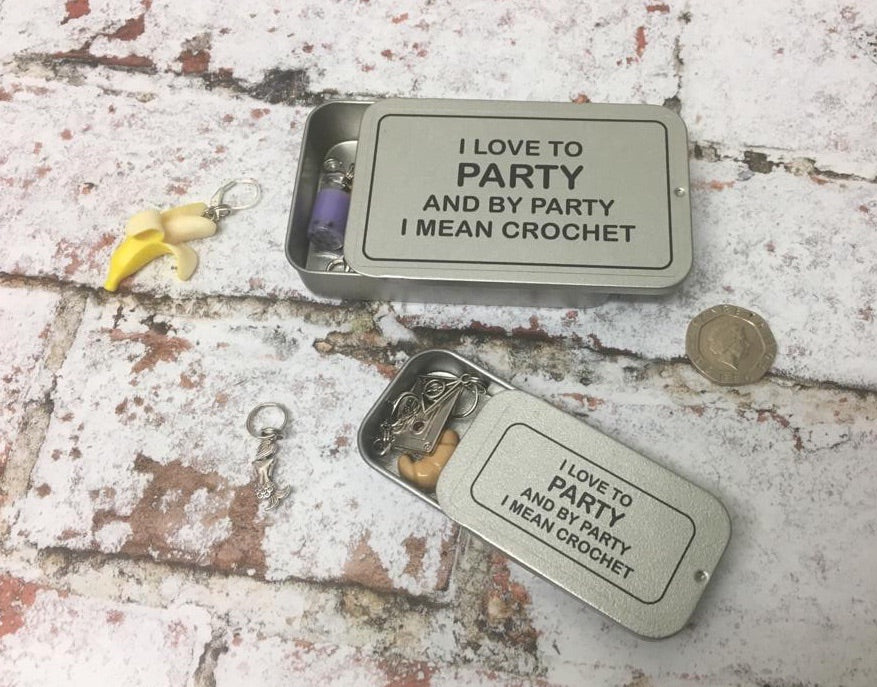 I LOVE TO
PARTY
AND BY PARTY
I MEAN CROCHET
I LOVE TO
PARTY
AND BY PARTY
I MEAN CROCHET